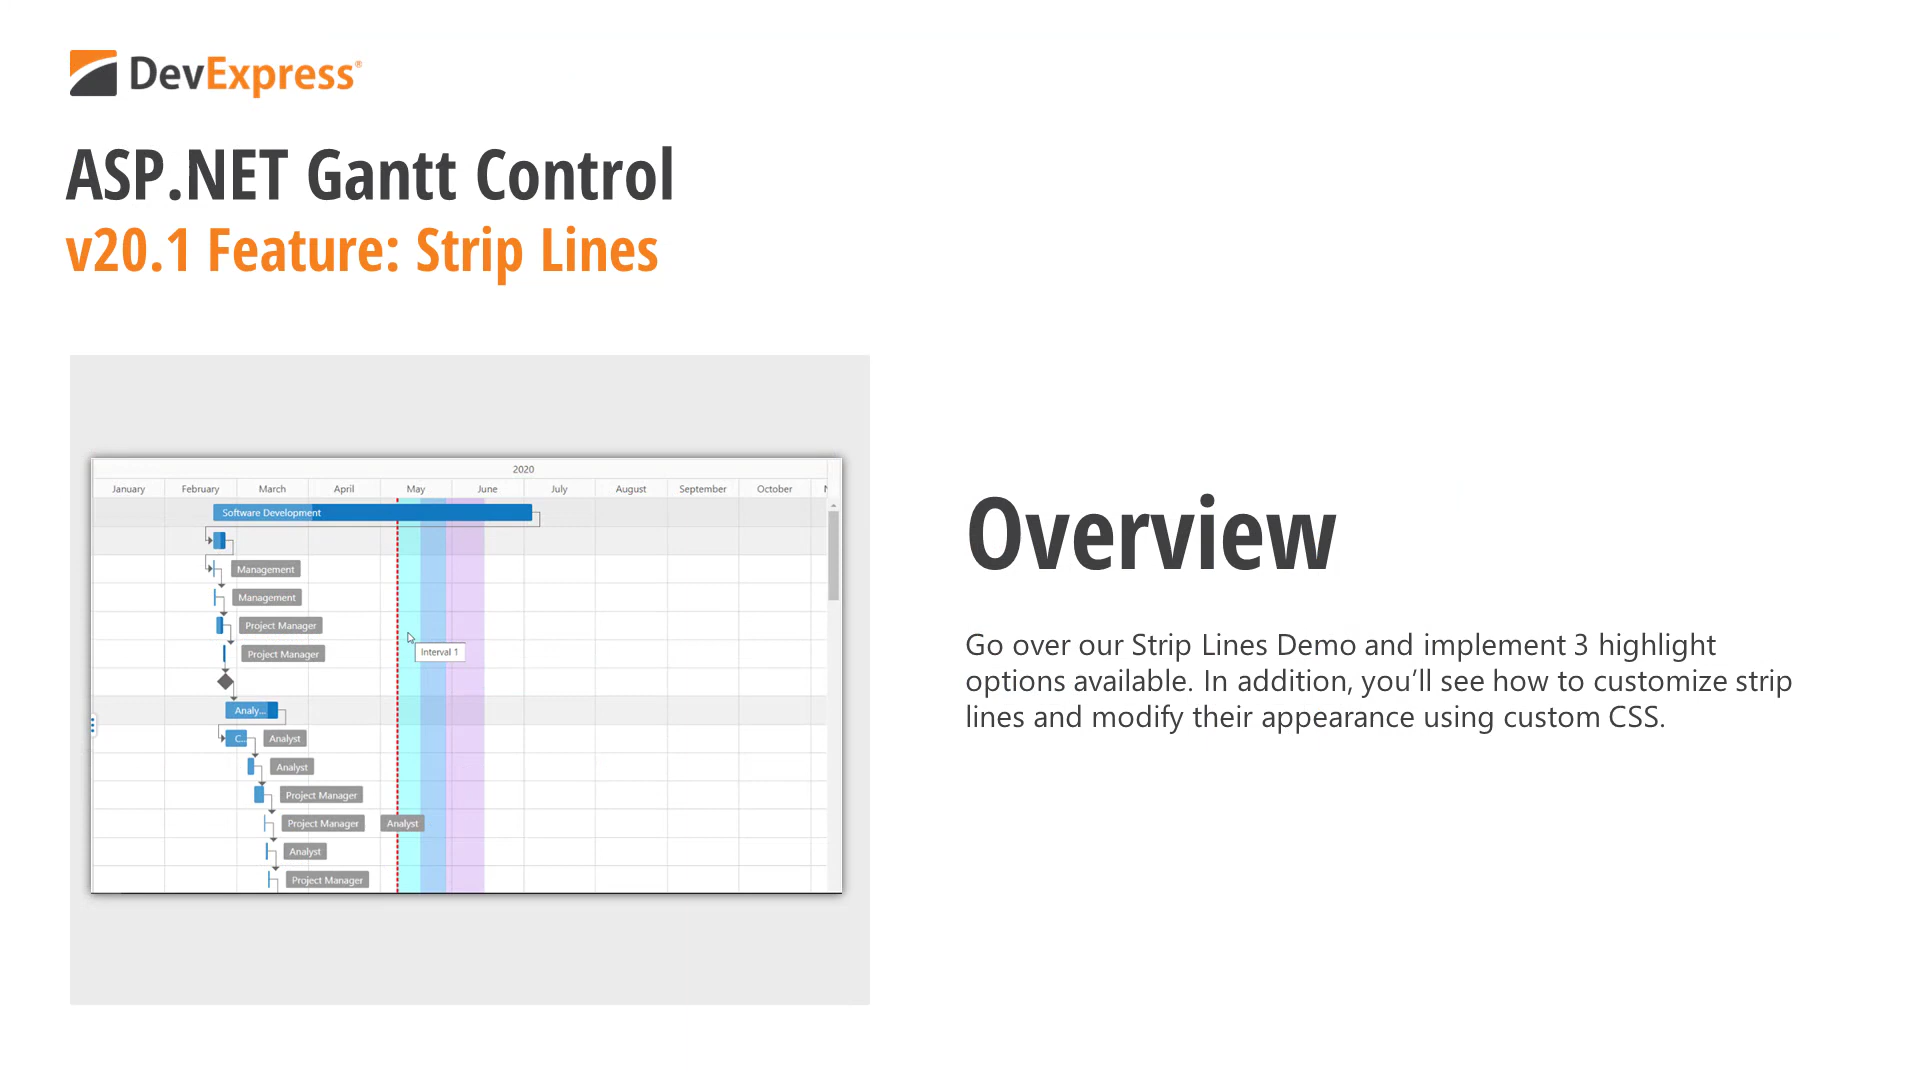 DevExpress®
ASP.NET Gantt Control
v20.1 Feature: Strip Lines
2020
January February March April May June July August September October
Software Development
Management
Management
Project Manager
Interval 1
Project Manager
Analy...
C... Analyst
Analyst
Project Manager
Project Manager Analyst
Analyst
Project Manager
Overview
Go over our Strip Lines Demo and implement 3 highlight
options available. In addition, you’ll see how to customize strip
lines and modify their appearance using custom CSS.